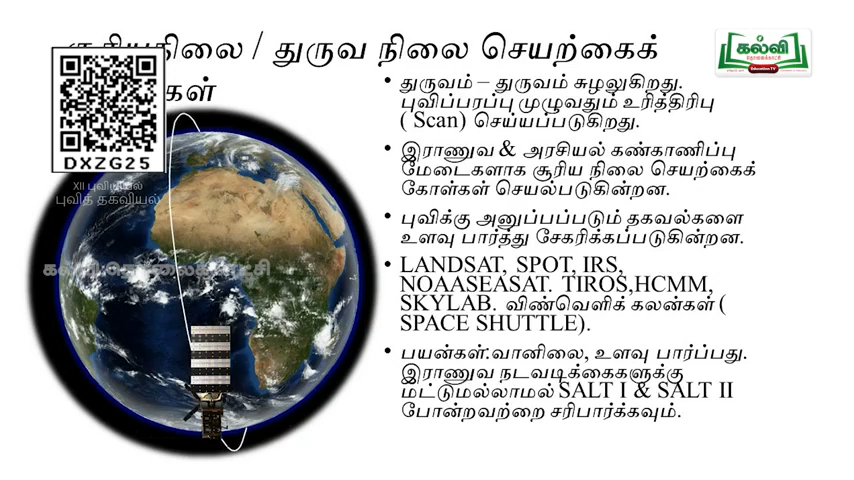 / துருவ நிலை செயற்கைக்
கள்
கல்வி
Education TV
DXZG25
XII புவியியல்
புவித் தகவியல்
கல்வி தொலைக்காட்சி
• துருவம் – துருவம் சுழலுகிறது.
புவிப்பரப்பு முழுவதும் உரித்திரிபு
( Scan) செய்யப்படுகிறது.
• இராணுவ & அரசியல் கண்காணிப்பு
மேடைகளாக சூரிய நிலை செயற்கைக்
கோள்கள் செயல்படுகின்றன.
• புவிக்கு அனுப்பப்படும் தகவல்களை
உளவு பார்த்து சேகரிக்கப்படுகின்றன.
• LANDSAT, SPOT, IRS,
NOAASEASAT. TIROS,HCMM,
SKYLAB. விண்வெளிக் கலன்கள் (
SPACE SHUTTLE).
• பயன்கள்:வானிலை, உளவு பார்ப்பது.
இராணுவ நடவடிக்கைகளுக்கு
மட்டுமல்லாமல் SALT I & SALT II
போன்றவற்றை சரிபார்க்கவும்.